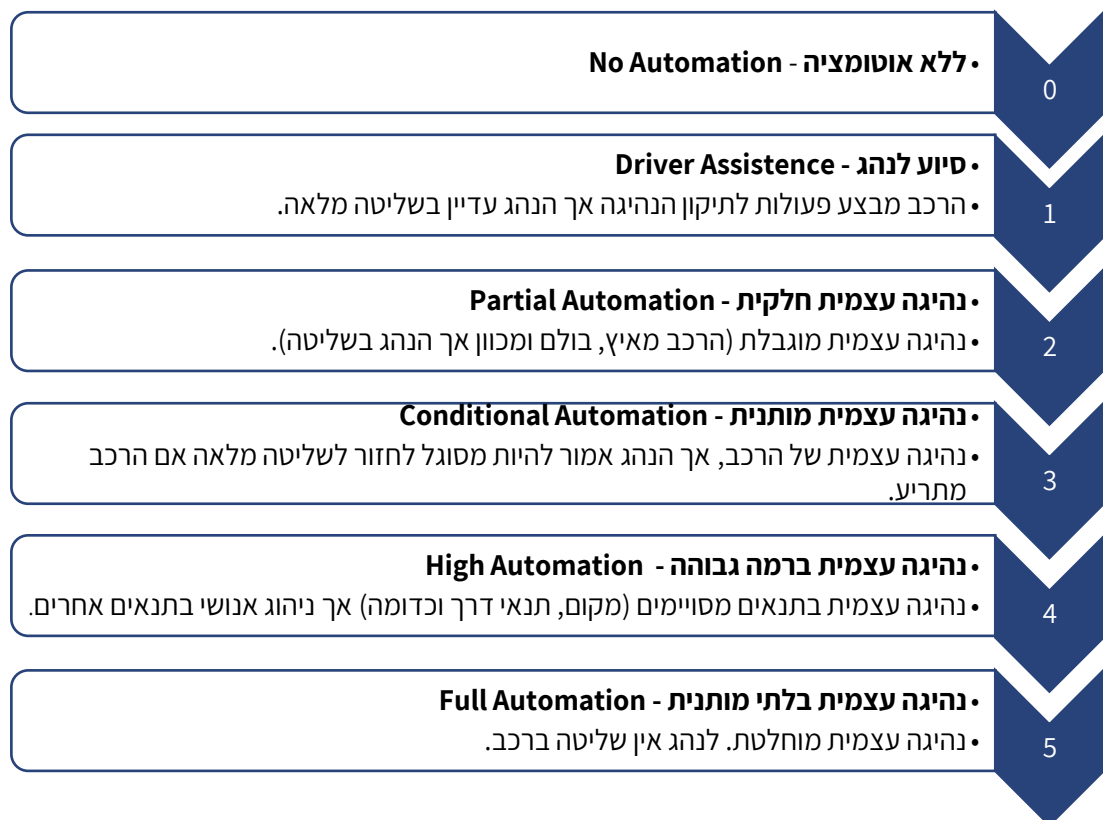 0
•ללא אוטומציה - No Automation
1
•סיוע לנהג - Driver Assistence
•הרכב מבצע פעולות לתיקון הנהיגה אך הנהג עדיין בשליטה מלאה.
2
•נהיגה עצמית חלקית - Partial Automation
•נהיגה עצמית מוגבלת (הרכב מאיץ, בולם ומכוון אך הנהג בשליטה).
3
•נהיגה עצמית מותנית - Conditional Automation
•נהיגה עצמית של הרכב, אך הנהג אמור להיות מסוגל לחזור לשליטה מלאה אם הרכב
מתריע.
4
•נהיגה עצמית ברמה גבוהה - High Automation
•נהיגה עצמית בתנאים מסויימים (מקום, תנאי דרך וכדומה) אך ניהוג אנושי בתנאים אחרים.
5
•נהיגה עצמית בלתי מותנית - Full Automation
•נהיגה עצמית מוחלטת. לנהג אין שליטה ברכב.